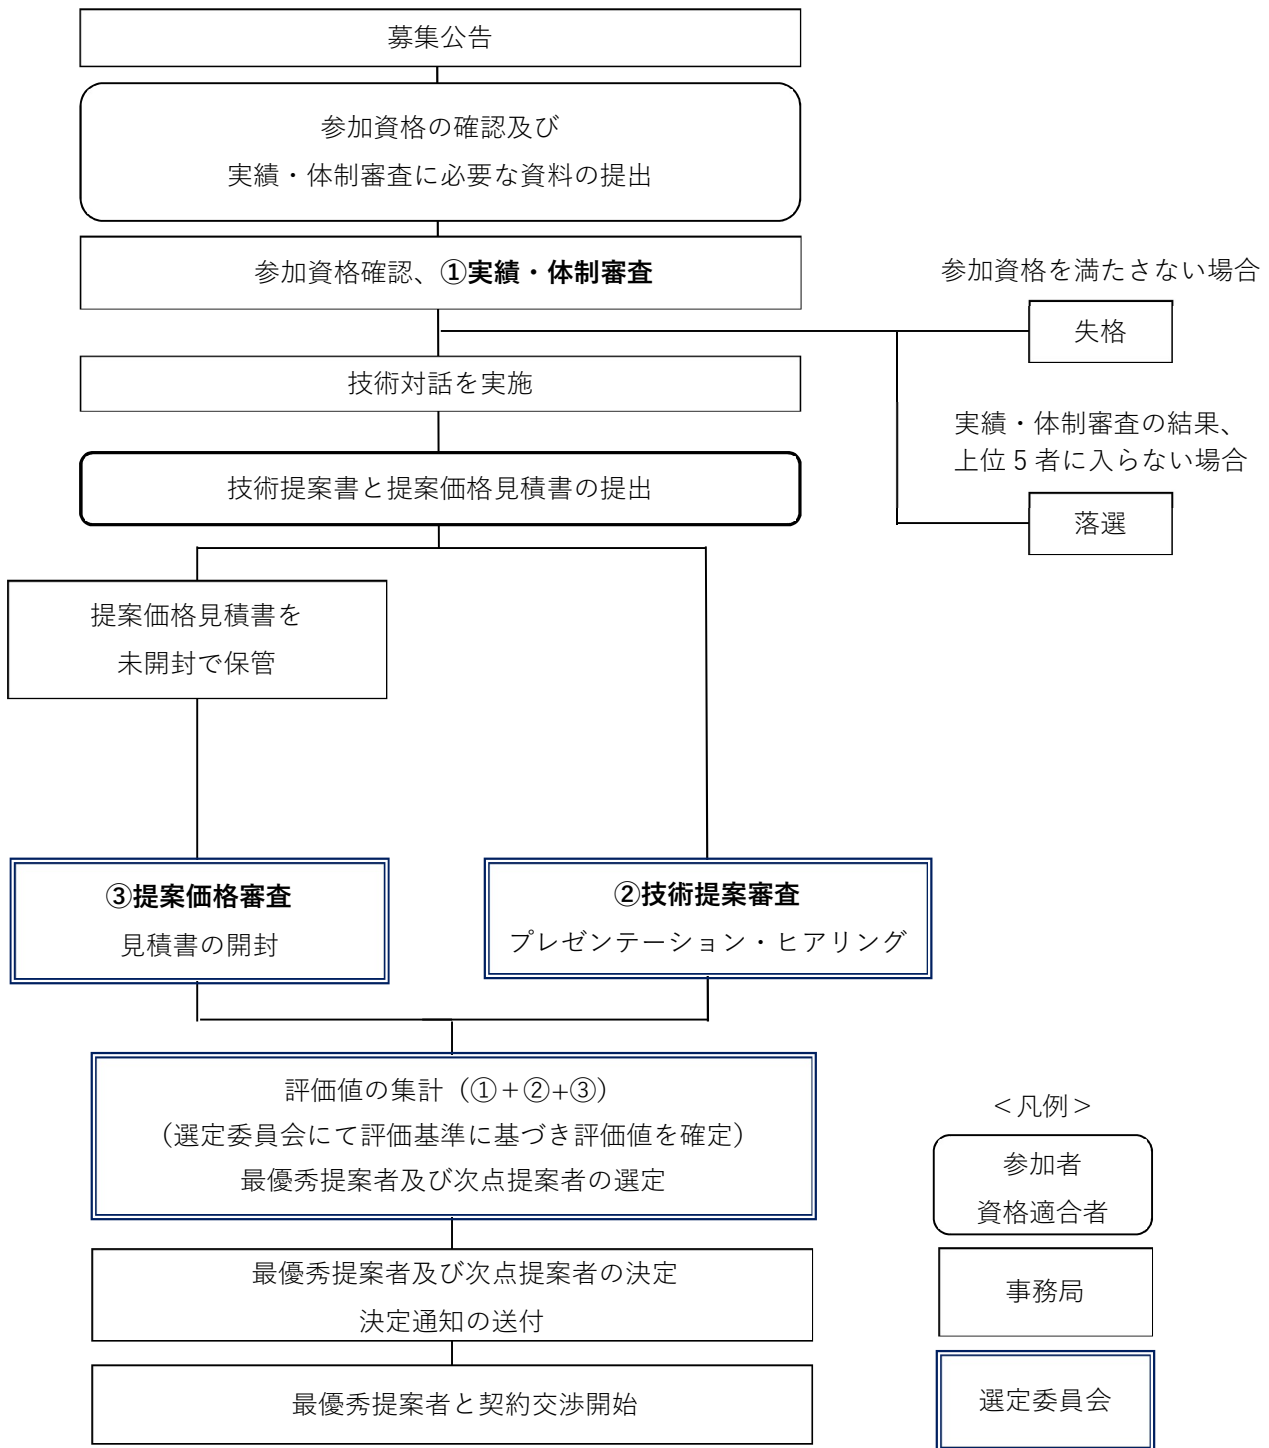 募集公告
参加資格の確認及び
実績・体制審査に必要な資料の提出
参加資格確認、①実績・体制審査
参加資格を満たさない場合
失格
技術対話を実施
実績・体制審査の結果、
上位5者に入らない場合
落選
技術提案書と提案価格見積書の提出
提案価格見積書を
未開封で保管
③提案価格審査
見積書の開封
②技術提案審査
プレゼンテーション・ヒアリング
評価値の集計（①＋②+③）
（選定委員会にて評価基準に基づき評価値を確定）
最優秀提案者及び次点提案者の選定
最優秀提案者及び次点提案者の決定
決定通知の送付
最優秀提案者と契約交渉開始
＜凡例＞
参加者
資格適合者
事務局
選定委員会